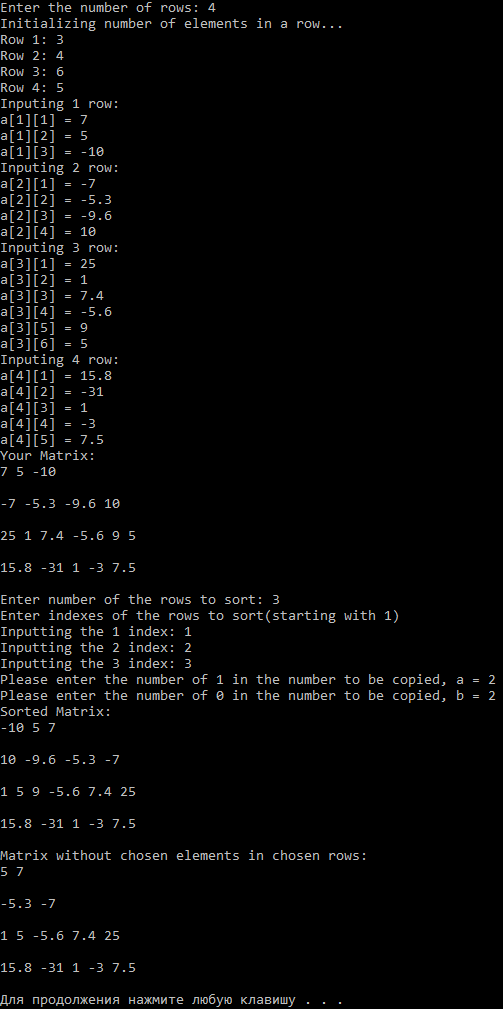 Enter the number of rows: 4
Initializing number of elements in a row...
Row 1: 3
Row 2: 4
Row 3: 6
Row 4: 5
Inputing 1 row:
a[1][1] = 7
a[1][2] = 5
a[1][3] = -10
Inputing 2 row:
a[2][1] = -7
a[2][2] = -5.3
a[2][3] = -9.6
a[2][4] = 10
Inputing 3 row:
a[3][1] = 25
a[3][2] = 1
a[3][3] = 7.4
a[3][4] = -5.6
a[3][5] = 9
a[3][6] = 5
Inputing 4 row:
a[4][1] = 15.8
a[4][2] = -31
a[4][3] = 1
a[4][4] = -3
a[4][5] = 7.5
Your Matrix:
7 5 -10
-7 -5.3 -9.6 10
25 1 7.4 -5.6 9 5
15.8 -31 1 -3 7.5
Enter number of the rows to sort: 3
Enter indexes of the rows to sort(starting with 1)
Inputting the 1 index: 1
Inputting the 2 index: 2
Inputting the 3 index: 3
Please enter the number of 1 in the number to be copied, a = 2
Please enter the number of 0 in the number to be copied, b = 2
Sorted Matrix:
-10 5 7
10 -9.6 -5.3 -7
1 5 9 -5.6 7.4 25
15.8 -31 1 -3 7.5
Matrix without chosen elements in chosen rows:
5 7
-5.3 -7
1 5 -5.6 7.4 25
15.8 -31 1 -3 7.5
Для продолжения нажмите любую клавишу . . .